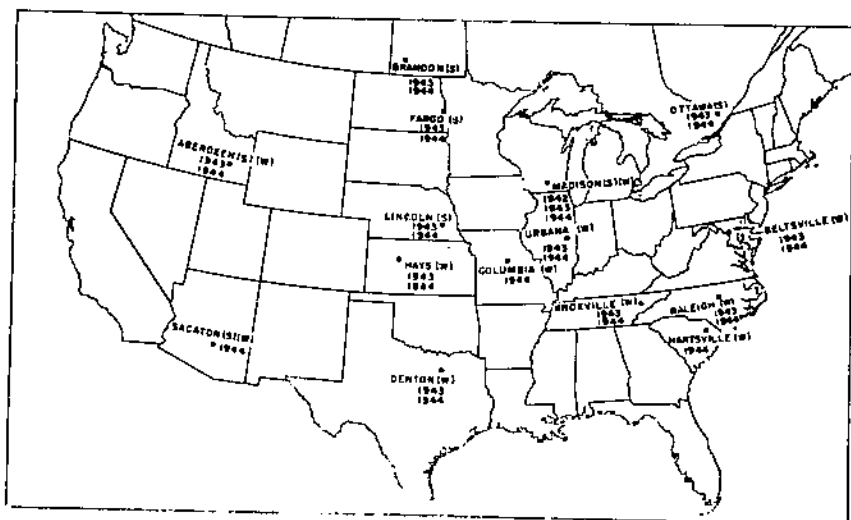 BRANDON (S)
1943
1944
OTTAWA (S)
1943
1944
FARGO (S)
1943
1944
ABERDEEN (S) (W)
1943
1944
MADISON (S) (W)
1942
1943
1944
LINCOLN (S)
1943
1944
URBANA (W)
1943
1944
BELTSVILLE (W)
1943
1944
HAYS (W)
1943
1944
COLUMBIA (W)
1944
KNOXVILLE (W)
1943
1944
RALEIGH (W)
1943
1944
SACATON (S) (W)
1944
HARTSVILLE (W)
1944
DENTON (W)
1943
1944